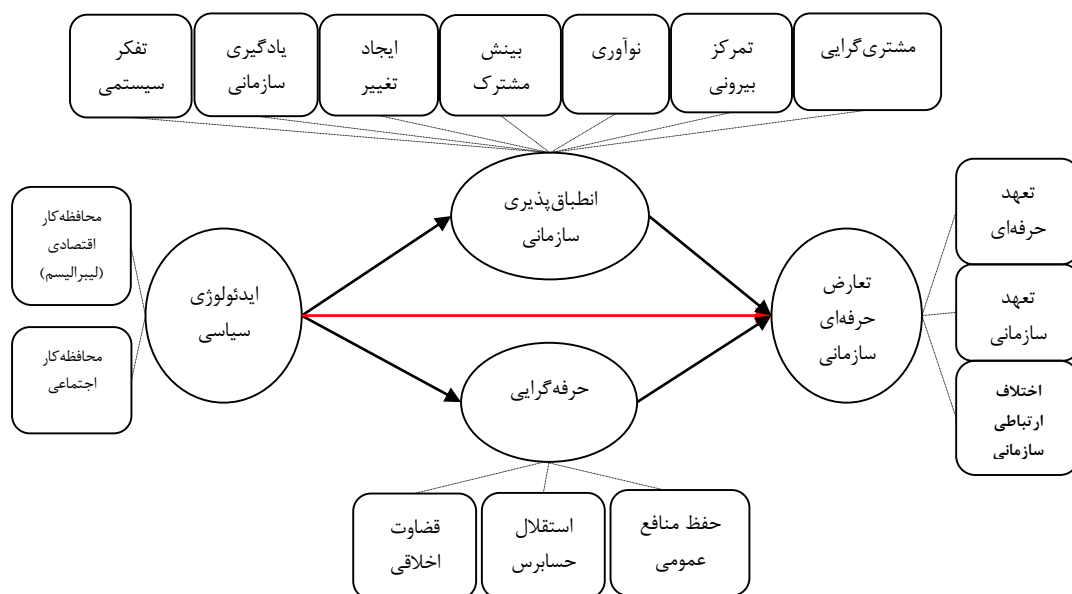 مشتری‌گرایی
تمرکز
بیرونی
نوآوری
بینش
مشترک
ایجاد
تغییر
یادگیری
سازمانی
تفکر
سیستمی
انطباق‌پذیری
سازمانی
تعهد
حرفه‌ای
تعهد
سازمانی
اختلاف
ارتباطی
سازمانی
تعارض
حرفه‌ای
سازمانی
ایدئولوژی
سیاسی
محافظه‌کار
اقتصادی
(لیبرالیسم)
محافظه‌کار
اجتماعی
حرفه‌گرایی
حفظ منافع
عمومی
استقلال
حسابرس
قضاوت
اخلاقی